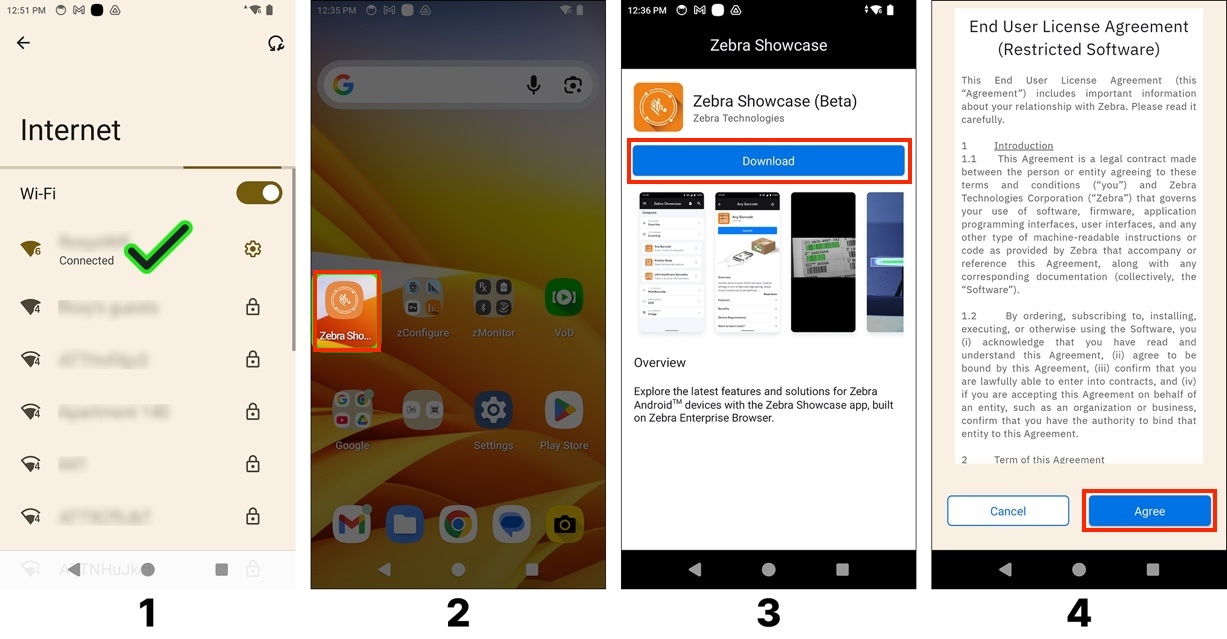 12:51 PM
Internet
Wi-Fi
6
Connected
4
4
4
4
4
4
1
12:35 PM
Zebra Sho...
zConfigure
zMonitor
VoD
Google
Settings
Play Store
2
12:36 PM
Zebra Showcase
Zebra Showcase (Beta)
Zebra Technologies
Download
Overview
Explore the latest features and solutions for Zebra
Android™ devices with the Zebra Showcase app, built
on Zebra Enterprise Browser.
3
End User License Agreement
(Restricted Software)
This End User License Agreement (this
“Agreement”) includes important information
about your relationship with Zebra. Please read it
carefully.
1 Introduction
1.1 This Agreement is a legal contract made
between the person or entity agreeing to these
terms and conditions (“you”) and Zebra
Technologies Corporation (“Zebra”) that governs
your use of software, firmware, application
programming interfaces, user interfaces, and any
other type of machine-readable instructions or
code as provided by Zebra that accompany or
reference this Agreement, along with any
corresponding documentation (collectively, the
“Software”).
1.2 By ordering, subscribing to, installing,
executing, or otherwise using the Software, you
(i) acknowledge that you have read and
understand this Agreement, (ii) agree to be
bound by this Agreement, (iii) confirm that you
are lawfully able to enter into contracts, and (iv)
if you are accepting this Agreement on behalf of
an entity, such as an organization or business,
confirm that you have the authority to bind that
entity to this Agreement.
2 Term of this Agreement
Cancel
Agree
4